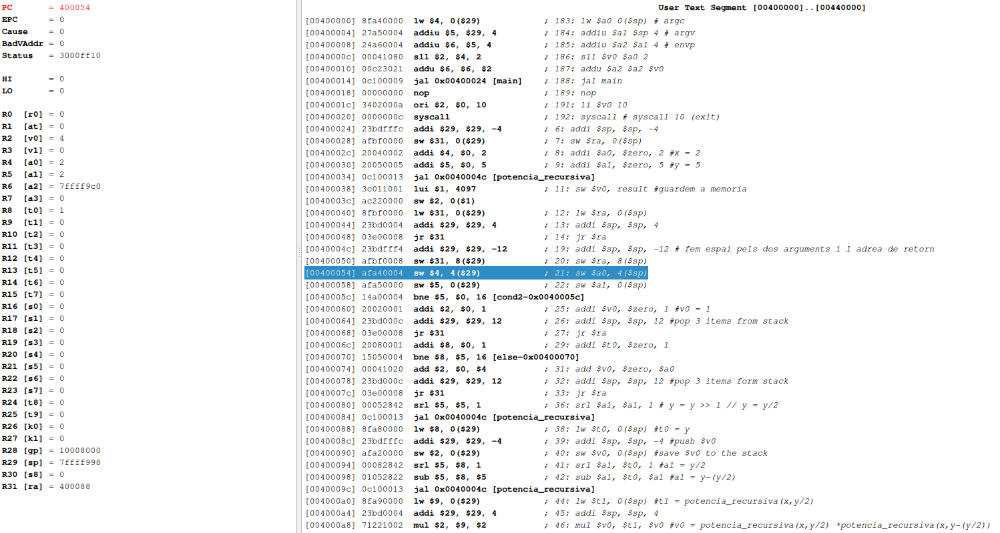 PC = 400054
EPC = 0
Cause = 0
BadVAddr = 0
Status = 3000ff10
HI = 0
LO = 0
R0 [r0] = 0
R1 [at] = 0
R2 [v0] = 4
R3 [v1] = 0
R4 [a0] = 2
R5 [a1] = 2
R6 [a2] = 7ffff9c0
R7 [a3] = 0
R8 [t0] = 1
R9 [t1] = 0
R10 [t2] = 0
R11 [t3] = 0
R12 [t4] = 0
R13 [t5] = 0
R14 [t6] = 0
R15 [t7] = 0
R16 [s0] = 0
R17 [s1] = 0
R18 [s2] = 0
R19 [s3] = 0
R20 [s4] = 0
R21 [s5] = 0
R22 [s6] = 0
R23 [s7] = 0
R24 [t8] = 0
R25 [t9] = 0
R26 [k0] = 0
R27 [k1] = 0
R28 [gp] = 10008000
R29 [sp] = 7ffff998
R30 [s8] = 0
R31 [ra] = 400088
User Text Segment [00400000]..[00440000]
[00400000] 8fa40000 lw $4, 0($29) ; 183: lw $a0 0($sp) # argc
[00400004] 27a50004 addiu $5, $29, 4 ; 184: addiu $a1 $sp 4 # argv
[00400008] 24a60004 addiu $6, $5, 4 ; 185: addiu $a2 $a1 4 # envp
[0040000c] 00041080 sll $2, $4, 2 ; 186: sll $v0 $a0 2
[00400010] 00c23021 addu $6, $6, $2 ; 187: addu $a2 $a2 $v0
[00400014] 0c100009 jal 0x00400024 [main] ; 188: jal main
[00400018] 00000000 nop ; 189: nop
[0040001c] 3402000a ori $2, $0, 10 ; 191: li $v0 10
[00400020] 0000000c syscall ; 192: syscall # syscall 10 (exit)
[00400024] 23bdfffc addi $29, $29, -4 ; 6: addi $sp, $sp, -4
[00400028] afbf0000 sw $31, 0($29) ; 7: sw $ra, 0($sp)
[0040002c] 20040002 addi $4, $0, 2 ; 8: addi $a0, $zero, 2 #x = 2
[00400030] 20050005 addi $5, $0, 5 ; 9: addi $a1, $zero, 5 #y = 5
[00400034] 0c100013 jal 0x0040004c [potencia_recursiva]
[00400038] 3c011001 lui $1, 4097 ; 11: sw $v0, result #guardem a memoria
[0040003c] ac220000 sw $2, 0($1)
[00400040] 8fbf0000 lw $31, 0($29) ; 12: lw $ra, 0($sp)
[00400044] 23bd0004 addi $29, $29, 4 ; 13: addi $sp, $sp, 4
[00400048] 03e00008 jr $31 ; 14: jr $ra
[0040004c] 23bdfff4 addi $29, $29, -12 ; 19: addi $sp, $sp, -12 # fem espai pels dos arguments i l adrea de retorn
[00400050] afbf0008 sw $31, 8($29) ; 20: sw $ra, 8($sp)
[00400054] afa40004 sw $4, 4($29) ; 21: sw $a0, 4($sp)
[00400058] afa50000 sw $5, 0($29) ; 22: sw $a1, 0($sp)
[0040005c] 14a00004 bne $5, $0, 16 [cond2-0x0040005c]
[00400060] 20020001 addi $2, $0, 1 ; 25: addi $v0, $zero, 1 #v0 = 1
[00400064] 23bd000c addi $29, $29, 12 ; 26: addi $sp, $sp, 12 #pop 3 items from stack
[00400068] 03e00008 jr $31 ; 27: jr $ra
[0040006c] 20080001 addi $8, $0, 1 ; 29: addi $t0, $zero, 1
[00400070] 15050004 bne $8, $5, 16 [else-0x00400070]
[00400074] 00041020 add $2, $0, $4 ; 31: add $v0, $zero, $a0
[00400078] 23bd000c addi $29, $29, 12 ; 32: addi $sp, $sp, 12 #pop 3 items form stack
[0040007c] 03e00008 jr $31 ; 33: jr $ra
[00400080] 00052842 srl $5, $5, 1 ; 36: srl $a1, $a1, 1 # y = y >> 1 // y = y/2
[00400084] 0c100013 jal 0x0040004c [potencia_recursiva]
[00400088] 8fa80000 lw $8, 0($29) ; 38: lw $t0, 0($sp) #t0 = y
[0040008c] 23bdfffc addi $29, $29, -4 ; 39: addi $sp, $sp, -4 #push $v0
[00400090] afa20000 sw $2, 0($29) ; 40: sw $v0, 0($sp) #save $v0 to the stack
[00400094] 00082842 srl $5, $8, 1 ; 41: srl $a1, $t0, 1 #a1 = y/2
[00400098] 01052822 sub $5, $8, $5 ; 42: sub $a1, $t0, $a1 #a1 = y-(y/2)
[0040009c] 0c100013 jal 0x0040004c [potencia_recursiva]
[004000a0] 8fa90000 lw $9, 0($29) ; 44: lw $t1, 0($sp) #t1 = potencia_recursiva(x,y/2)
[004000a4] 23bd0004 addi $29, $29, 4 ; 45: addi $sp, $sp, 4
[004000a8] 71221002 mul $2, $9, $2 ; 46: mul $v0, $t1, $v0 #v0 = potencia_recursiva(x,y/2) *potencia_recursiva(x,y-(y/2))